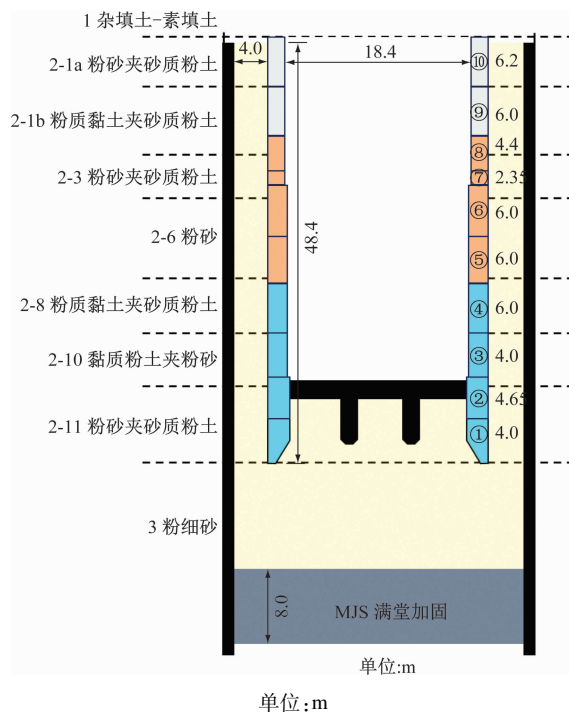 1 杂填土-素填土
4.0
18.4
2-1a 粉砂夹砂质粉土
⑩ 6.2
2-1b 粉质黏土夹砂质粉土
⑨ 6.0
⑧ 4.4
2-3 粉砂夹砂质粉土
⑦ 2.35
⑥ 6.0
2-6 粉砂
48.4
⑤ 6.0
2-8 粉质黏土夹砂质粉土
④ 6.0
2-10 黏质粉土夹粉砂
③ 4.0
② 4.65
2-11 粉砂夹砂质粉土
① 4.0
3 粉细砂
8.0
MJS 满堂加固
单位:m
单位:m